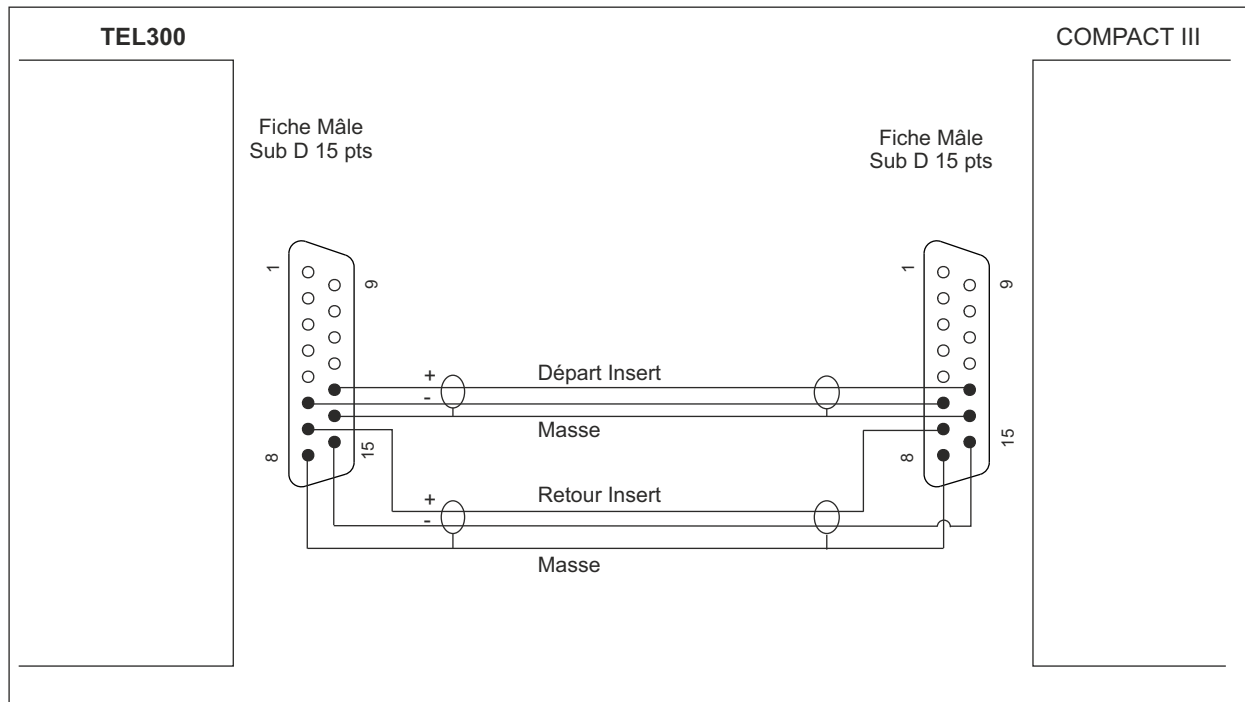 TEL300
COMPACT III
Fiche Mâle
Sub D 15 pts
Fiche Mâle
Sub D 15 pts
1
9
1
9
+
Départ Insert
-
Masse
8
15
8
15
+
Retour Insert
-
Masse